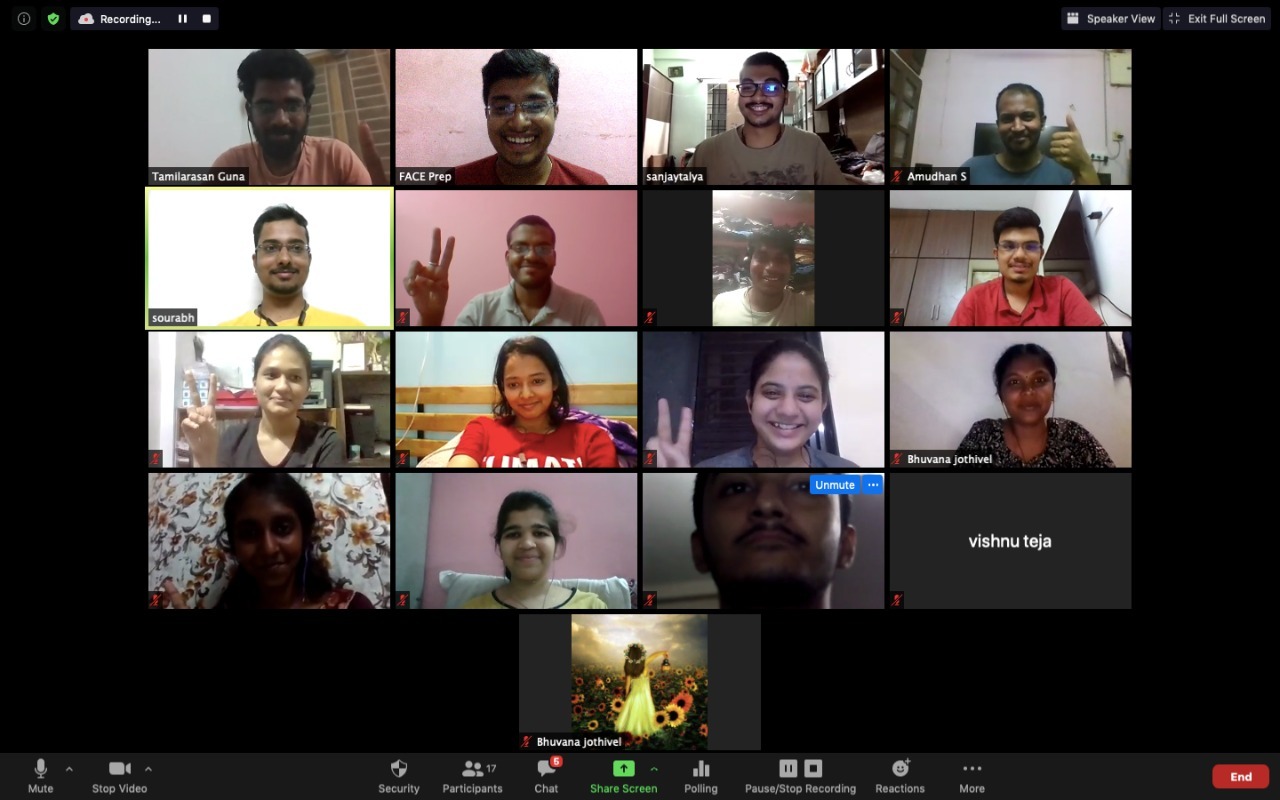 Recording...
Speaker View
Exit Full Screen
Tamilarasan Guna
FACE Prep
sanjaytalya
Amudhan S
sourabh
Bhuvana jothivel
Unmute
vishnu teja
Bhuvana jothivel
Mute
Stop Video
Security
Participants
17
Chat
Share Screen
Polling
Pause/Stop Recording
Reactions
More
End